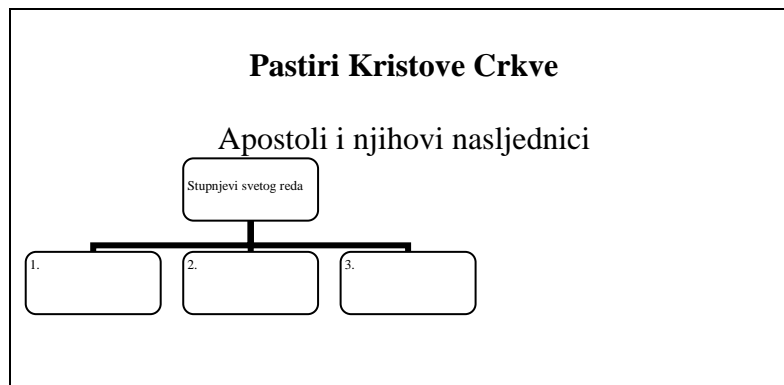 Pastiri Kristove Crkve
Apostoli i njihovi nasljednici
Stupnjevi svetog reda
1.
2.
3.